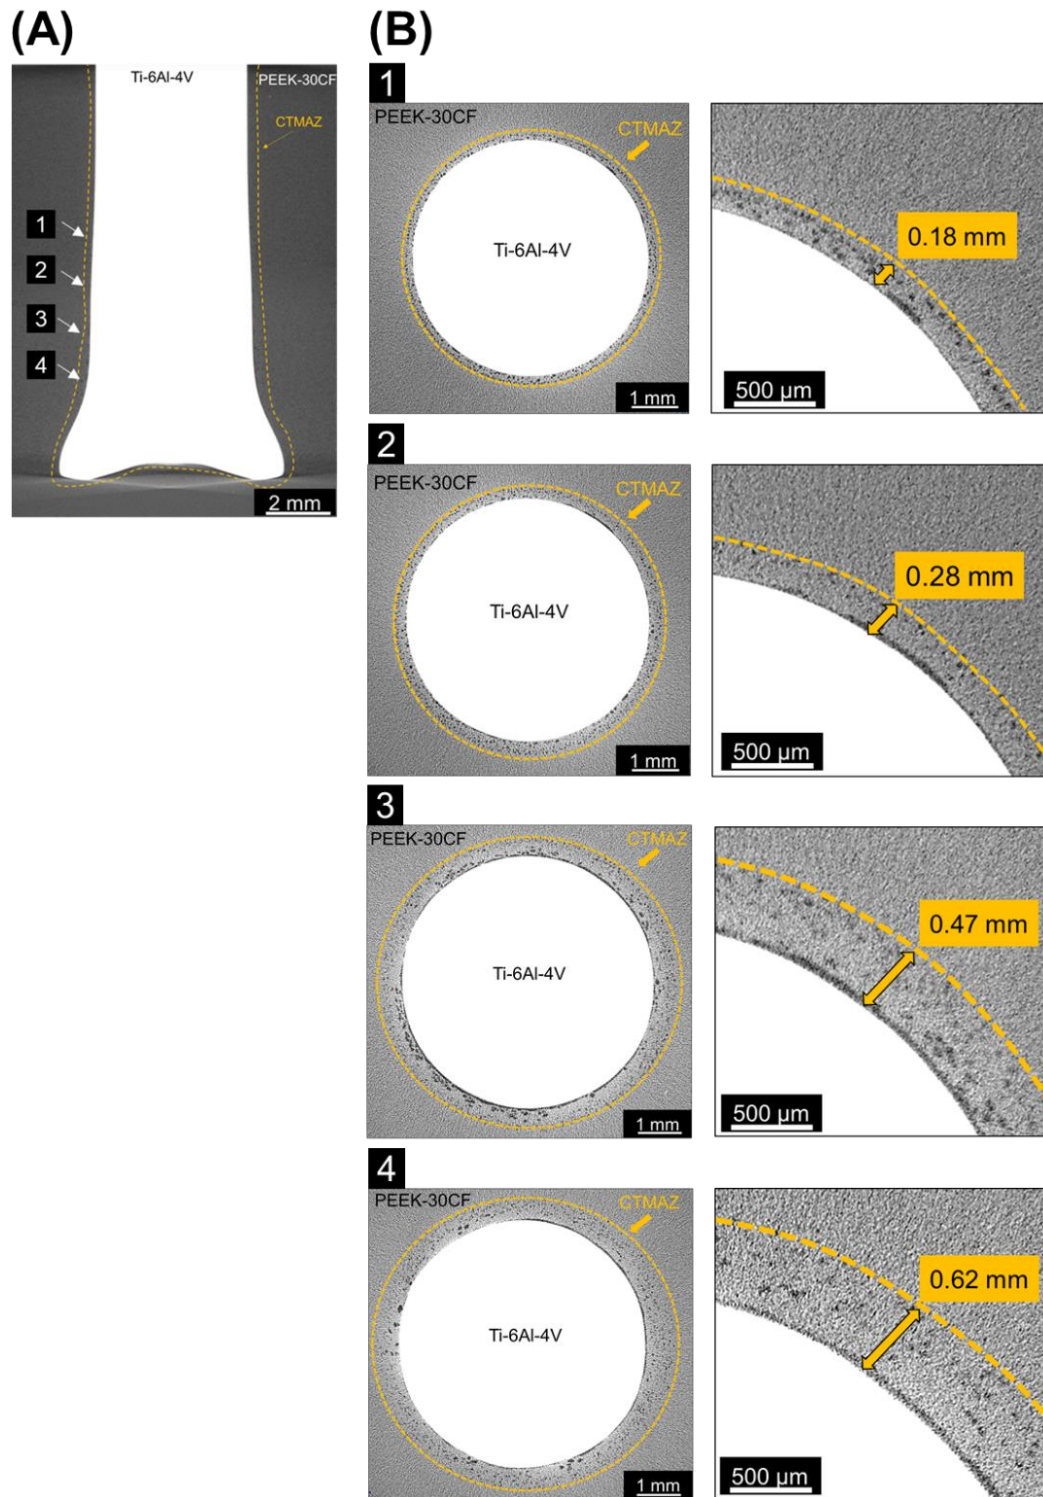 (A)
Ti-6Al-4V
PEEK-30CF
CTMAZ
1
2
3
4
2 mm
(B)
1
PEEK-30CF
CTMAZ
Ti-6Al-4V
1 mm
0.18 mm
500 µm
2
PEEK-30CF
CTMAZ
Ti-6Al-4V
1 mm
0.28 mm
500 µm
3
PEEK-30CF
CTMAZ
Ti-6Al-4V
1 mm
0.47 mm
500 µm
4
PEEK-30CF
CTMAZ
Ti-6Al-4V
1 mm
0.62 mm
500 µm